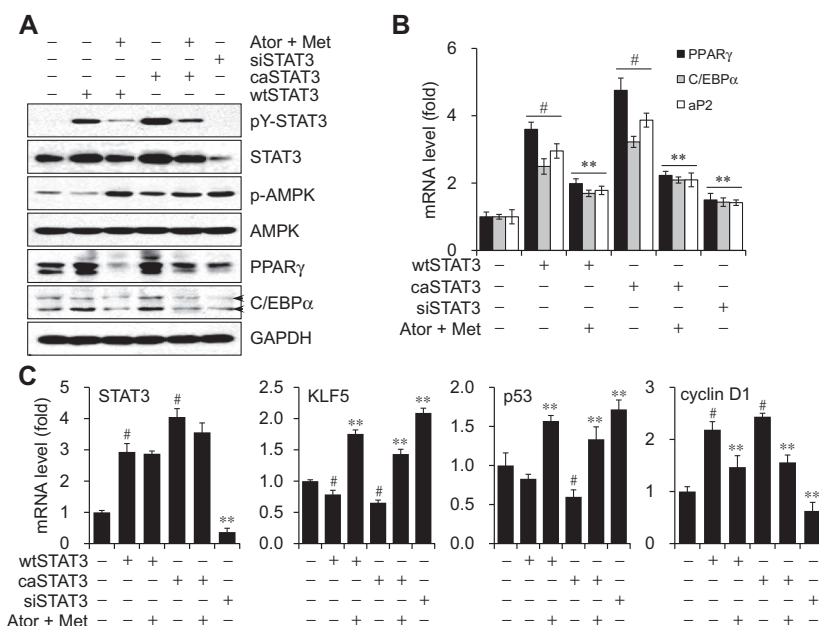 A
– – + – + – Ator + Met
– – – – – + siSTAT3
– – – + + – caSTAT3
– + + – – – wtSTAT3
pY-STAT3
STAT3
p-AMPK
AMPK
PPARγ
C/EBPα
GAPDH
B
mRNA level (fold)
8
6
4
2
0
PPARγ
C/EBPα
aP2
#
**
#
**
**
wtSTAT3 – + + – – –
caSTAT3 – – – + + –
siSTAT3 – – – – – +
Ator + Met – – + – + –
C
mRNA level (fold)
STAT3
5
4
3
2
1
0
#
#
**
KLF5
2.5
2.0
1.5
1.0
0.5
0.0
#
**
#
**
**
p53
2.0
1.5
1.0
0.5
0.0
**
#
**
**
cyclin D1
3
2
1
0
#
**
#
**
**
wtSTAT3 – + + – – – – + + – – – – + + – – – – + + – – –
caSTAT3 – – – + + – – – – + + – – – – + + – – – – + + –
siSTAT3 – – – – – + – – – – – + – – – – – + – – – – – +
Ator + Met – – + – + – – – + – + – – – + – + – – – + – + –